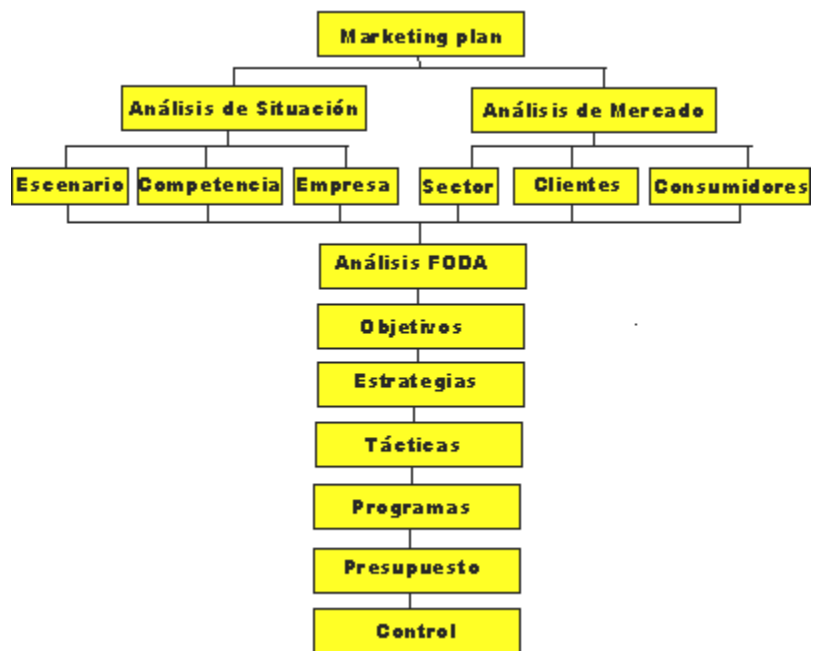 Marketing plan
Análisis de Situación
Análisis de Mercado
Escenario
Competencia
Empresa
Sector
Clientes
Consumidores
Análisis FODA
Objetivos
Estrategias
Tácticas
Programas
Presupuesto
Control